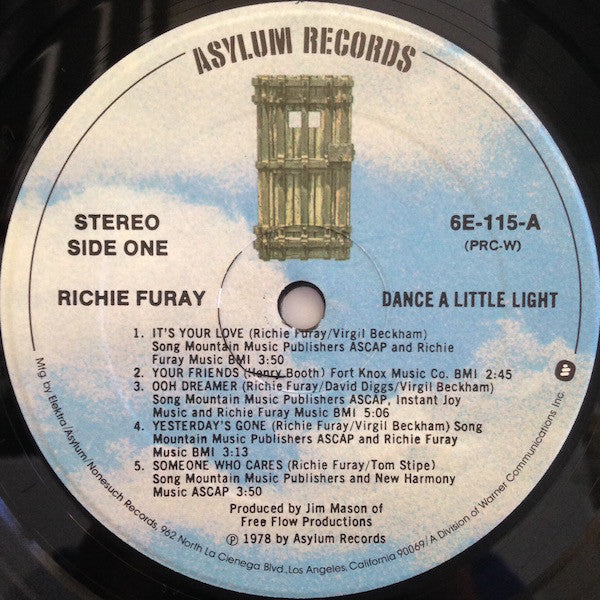 ASYLUM RECORDS
STEREO
SIDE ONE
6E-115-A
(PRC-W)
RICHIE FURAY
DANCE A LITTLE LIGHT
1. IT'S YOUR LOVE (Richie Furay/Virgil Beckham)
Song Mountain Music Publishers ASCAP and Richie
Furay Music BMI 3:50
2. YOUR FRIENDS (Henry Booth) Fort Knox Music Co. BMI 2:45
3. OOH DREAMER (Richie Furay/David Diggs/Virgil Beckham)
Song Mountain Music Publishers ASCAP, Instant Joy
Music and Richie Furay Music BMI 5:06
4. YESTERDAY'S GONE (Richie Furay/Virgil Beckham) Song
Mountain Music Publishers ASCAP and Richie Furay
Music BMI 3:13
5. SOMEONE WHO CARES (Richie Furay/Tom Stipe)
Song Mountain Music Publishers and New Harmony
Music ASCAP 3:50
Produced by Jim Mason of
Free Flow Productions
℗ 1978 by Asylum Records
Mfg by Elektra/Asylum/Nonesuch Records, 962 North La Cienega Blvd., Los Angeles, California 90069/A Division of Warner Communications Inc.